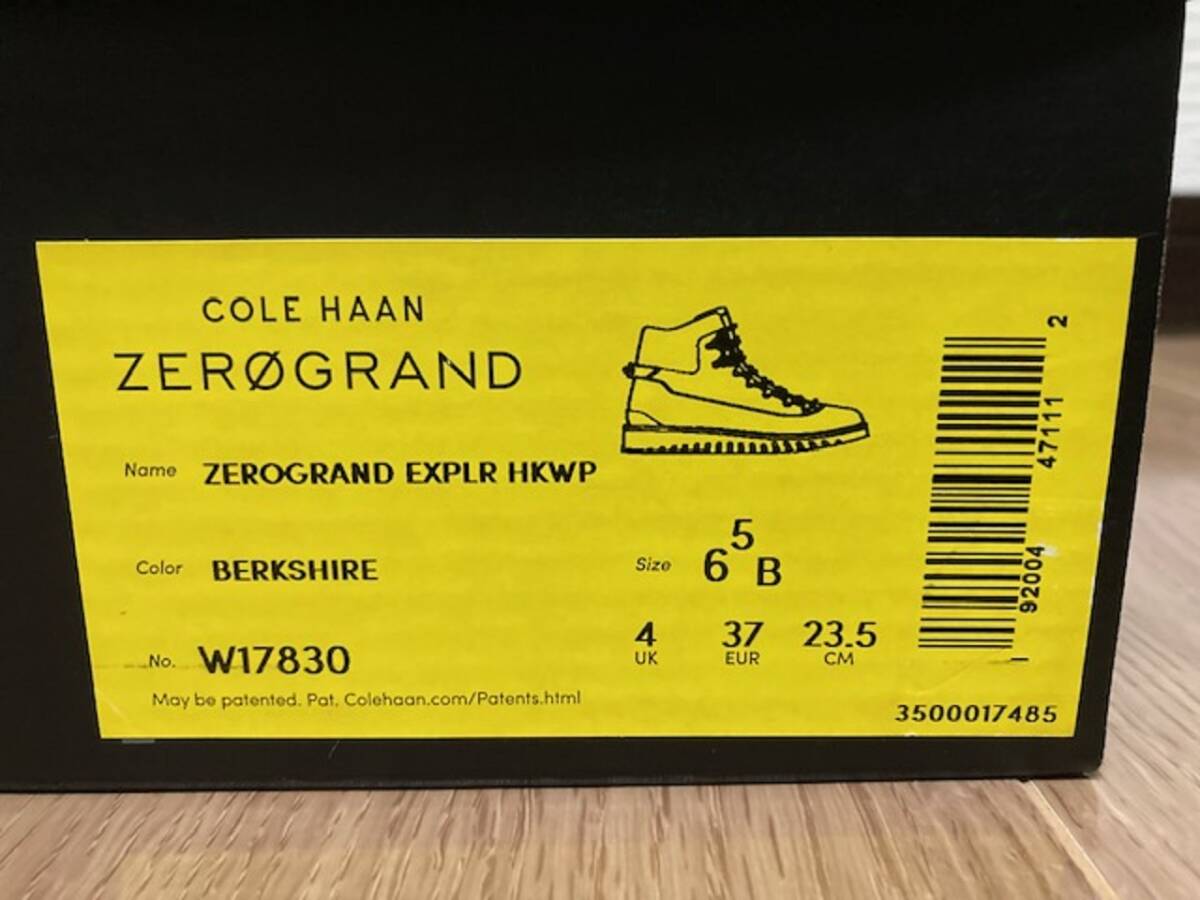 COLE HAAN
ZERØGRAND
Name ZEROGRAND EXPLR HKWP
Color BERKSHIRE
Size 6 5 B
4 UK 37 EUR 23.5 CM
No. W17830
May be patented. Pat. Colehaan.com/Patents.html
1 92004 47111 2
3500017485